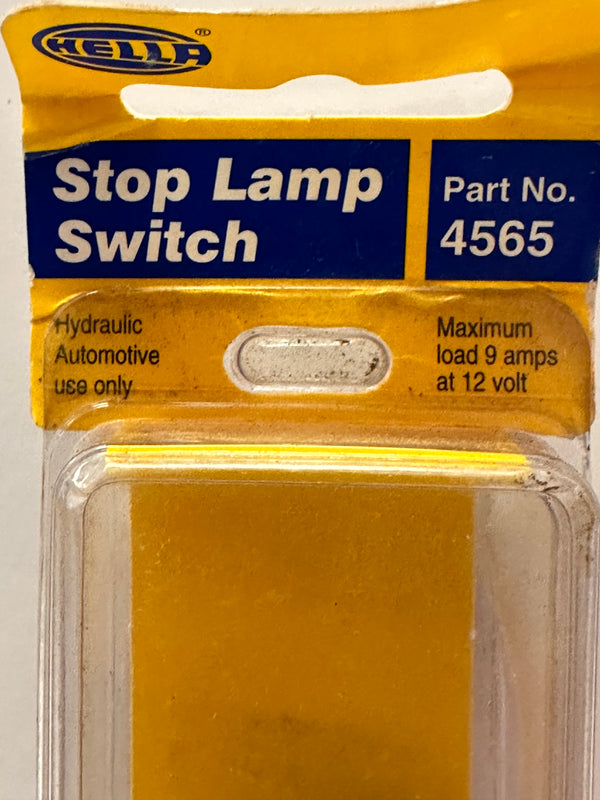 HELLA®
Stop Lamp
Switch
Part No.
4565
Hydraulic
Automotive
use only
Maximum
load 9 amps
at 12 volt